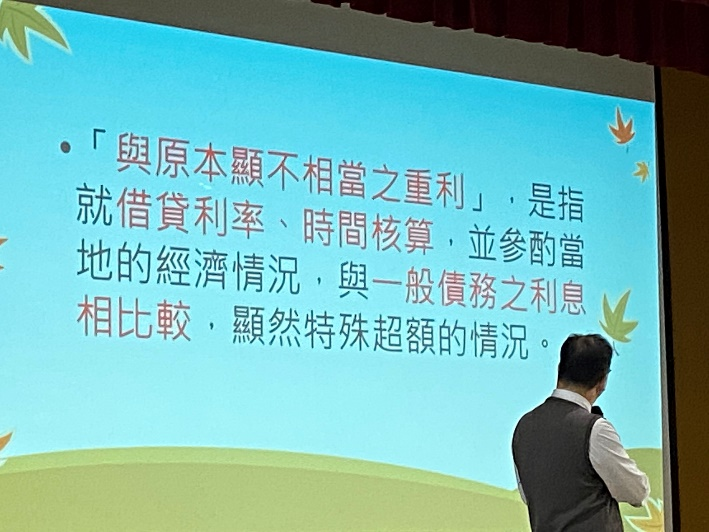 •「與原本顯不相當之重利」，是指
就借貸利率、時間核算，並參酌當
地的經濟情況，與一般債務之利息
相比較，顯然特殊超額的情況。